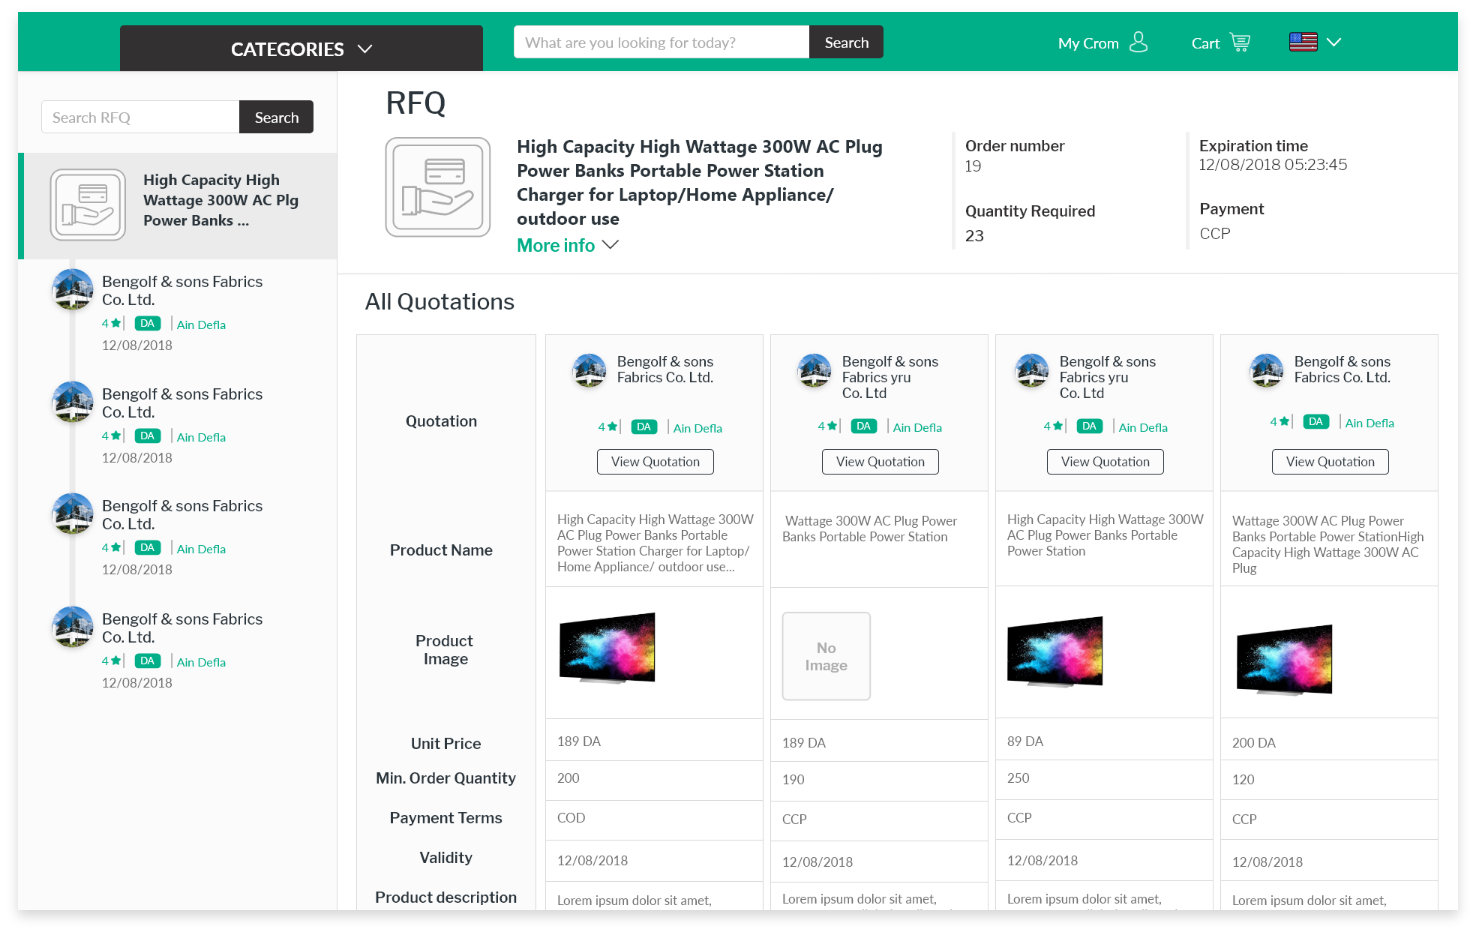 CATEGORIES
What are you looking for today?
Search
My Crom
Cart
Search RFQ
Search
High Capacity High
Wattage 300W AC Plg
Power Banks ...
Bengolf & sons Fabrics
Co. Ltd.
4 DA Ain Defla
12/08/2018
Bengolf & sons Fabrics
Co. Ltd.
4 DA Ain Defla
12/08/2018
Bengolf & sons Fabrics
Co. Ltd.
4 DA Ain Defla
12/08/2018
Bengolf & sons Fabrics
Co. Ltd.
4 DA Ain Defla
12/08/2018
RFQ
High Capacity High Wattage 300W AC Plug
Power Banks Portable Power Station
Charger for Laptop/Home Appliance/
outdoor use
More info
Order number
19
Quantity Required
23
Expiration time
12/08/2018 05:23:45
Payment
CCP
All Quotations
Quotation
Bengolf & sons
Fabrics Co. Ltd.
4 DA Ain Defla
View Quotation
Bengolf & sons
Fabrics yru
Co. Ltd
4 DA Ain Defla
View Quotation
Bengolf & sons
Fabrics yru
Co. Ltd
4 DA Ain Defla
View Quotation
Bengolf & sons
Fabrics Co. Ltd.
4 DA Ain Defla
View Quotation
Product Name
High Capacity High Wattage 300W
AC Plug Power Banks Portable
Power Station Charger for Laptop/
Home Appliance/ outdoor use...
Wattage 300W AC Plug Power
Banks Portable Power Station
High Capacity High Wattage 300W
AC Plug Power Banks Portable
Power Station
Wattage 300W AC Plug Power
Banks Portable Power StationHigh
Capacity High Wattage 300W AC
Plug
Product
Image
No
Image
Unit Price
189 DA
189 DA
89 DA
200 DA
Min. Order Quantity
200
190
250
120
Payment Terms
COD
CCP
CCP
CCP
Validity
12/08/2018
12/08/2018
12/08/2018
12/08/2018
Product description
Lorem ipsum dolor sit amet,
Lorem ipsum dolor sit amet,
Lorem ipsum dolor sit amet,
Lorem ipsum dolor sit amet,